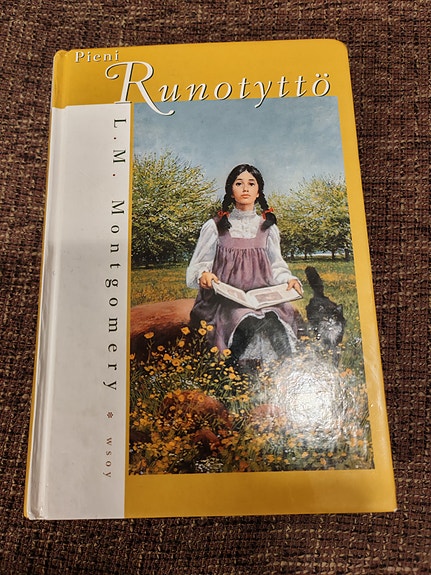 Pieni
Runotyttö
L. M. Montgomery * wsoy